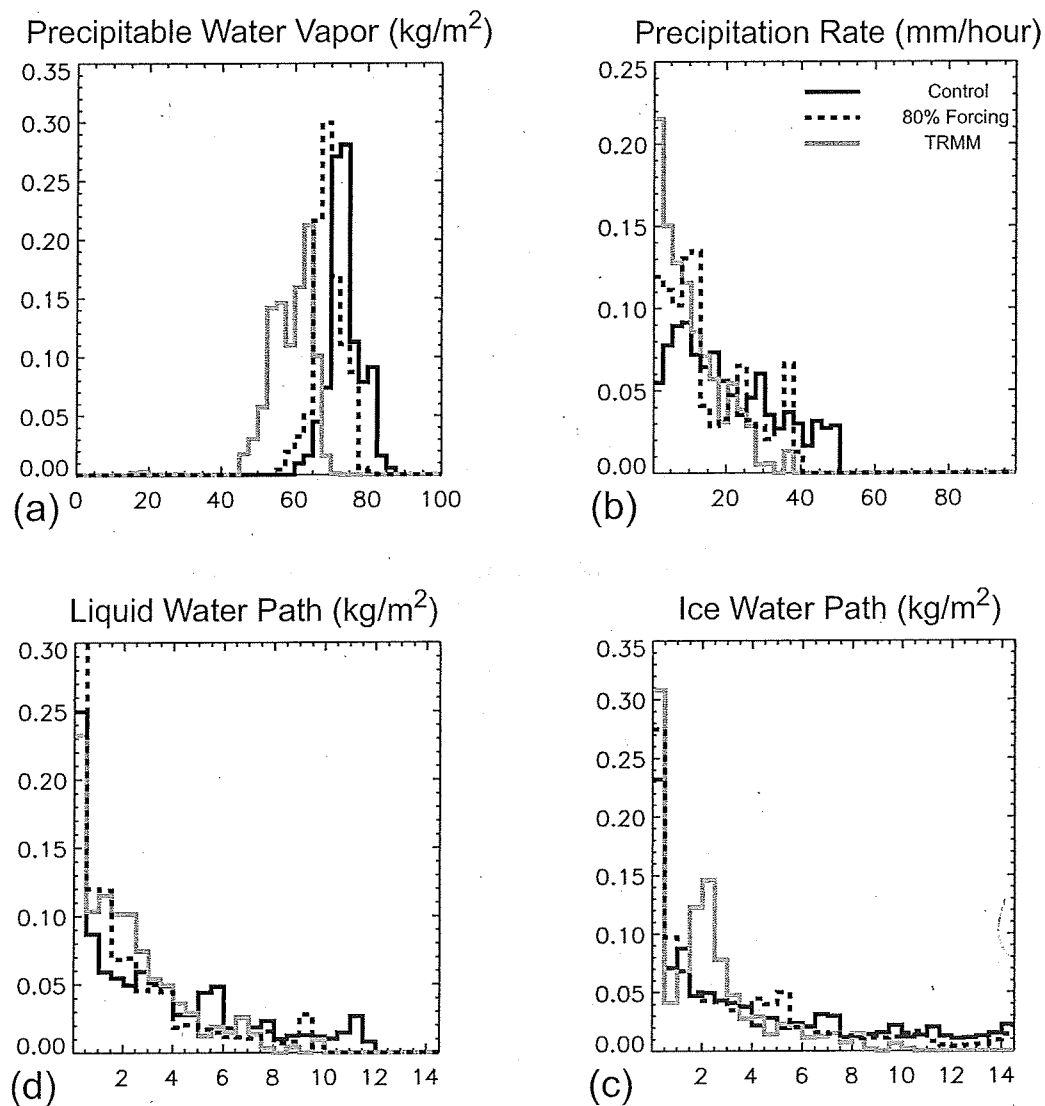 Precipitable Water Vapor (kg/m²)
0.35
0.30
0.25
0.20
0.15
0.10
0.05
0.00
0 20 40 60 80 100
(a)
Precipitation Rate (mm/hour)
0.25
0.20
0.15
0.10
0.05
0.00
20 40 60 80
(b)
Control
80% Forcing
TRMM
Liquid Water Path (kg/m²)
0.30
0.25
0.20
0.15
0.10
0.05
0.00
2 4 6 8 10 12 14
(d)
Ice Water Path (kg/m²)
0.35
0.30
0.25
0.20
0.15
0.10
0.05
0.00
2 4 6 8 10 12 14
(c)